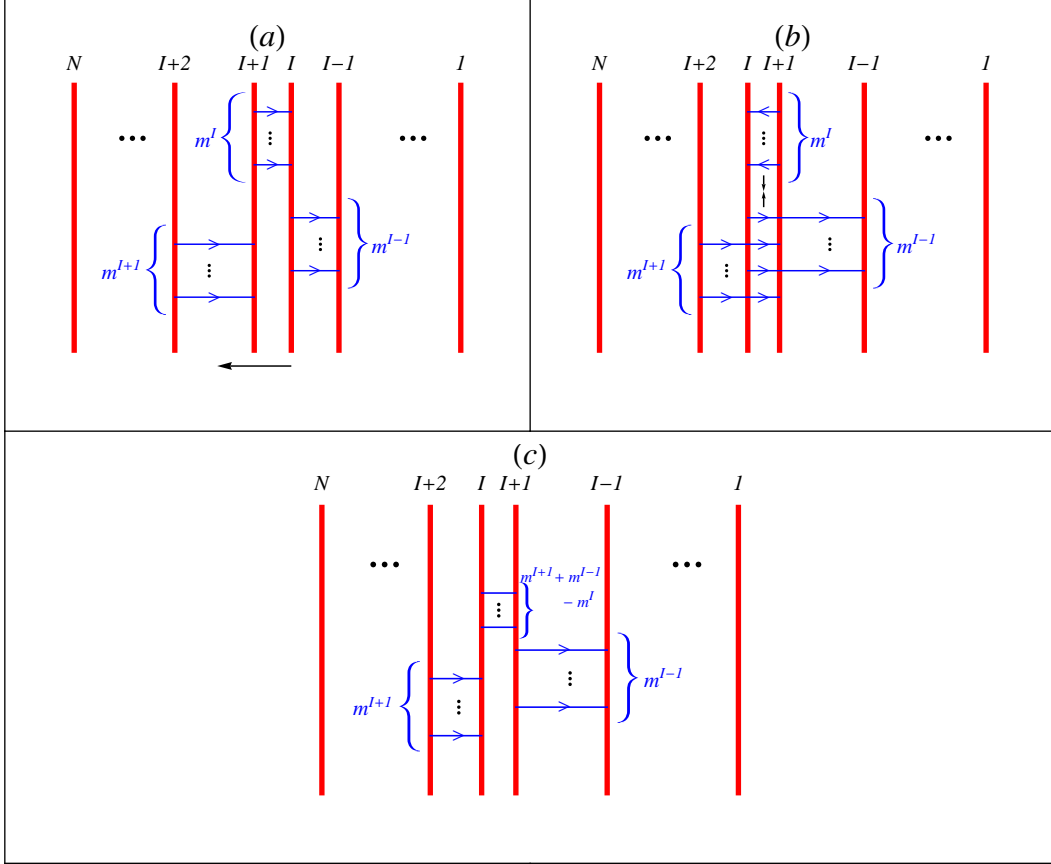 (a)
N I+2 I+1 I I−1 1
m^I
m^{I−1}
m^{I+1}
(b)
N I+2 I I+1 I−1 1
m^I
m^{I−1}
m^{I+1}
(c)
N I+2 I I+1 I−1 1
m^{I+1} + m^{I−1}
− m^I
m^{I−1}
m^{I+1}